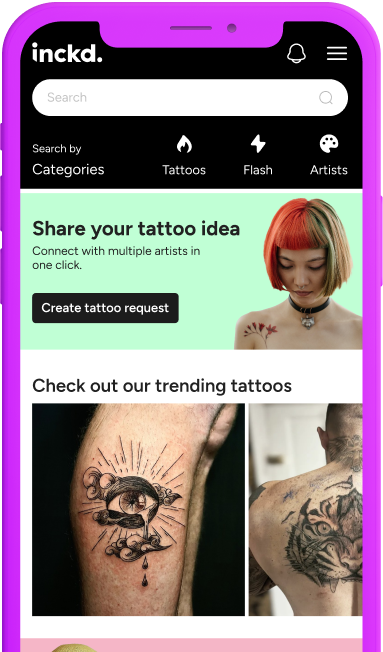 inckd.
Search
Search by
Categories
Tattoos
Flash
Artists
Share your tattoo idea
Connect with multiple artists in
one click.
Create tattoo request
Check out our trending tattoos